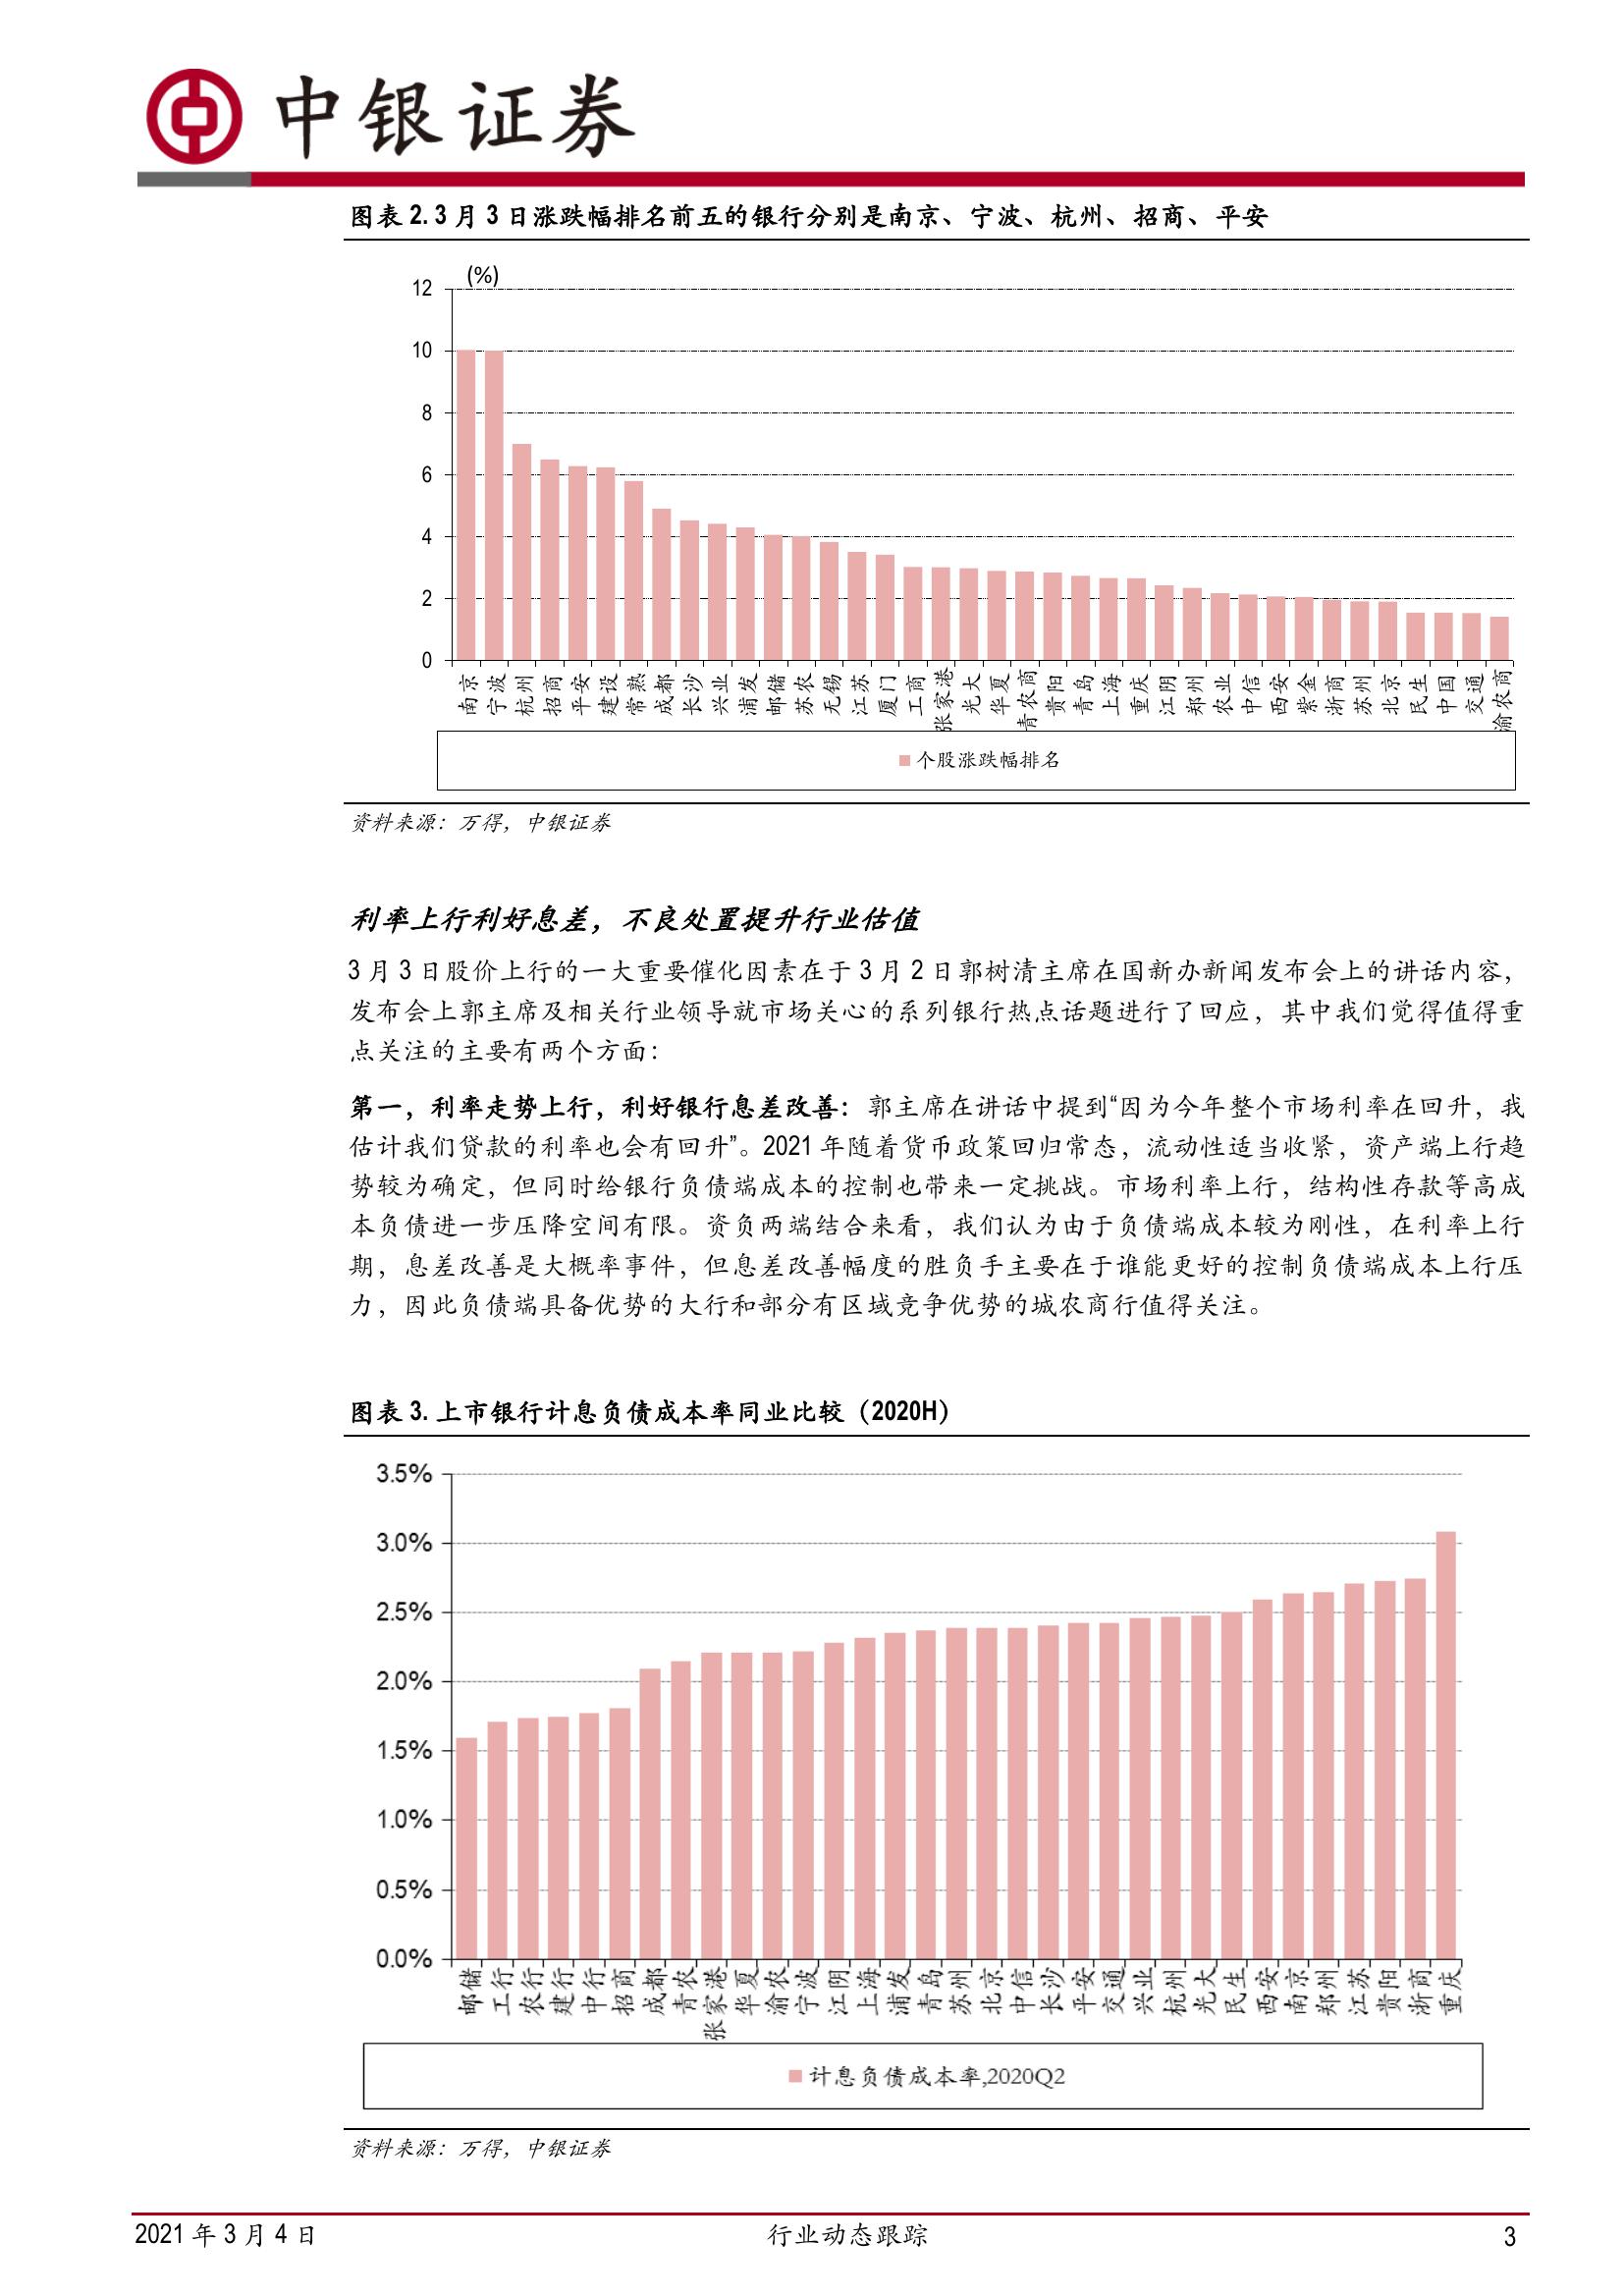 中银证券
图表 2. 3 月 3 日涨跌幅排名前五的银行分别是南京、宁波、杭州、招商、平安
(%)
12
10
8
6
4
2
0
南京
宁波
杭州
招商
平安
建设
常熟
成都
长沙
兴业
浦发
邮储
苏农
无锡
江苏
厦门
工商
张家港
光大
华夏
青农商
贵阳
青岛
上海
重庆
江阴
郑州
农业
中信
西安
紫金
浙商
苏州
北京
民生
中国
交通
渝农商
个股涨跌幅排名
资料来源：万得，中银证券
利率上行利好息差，不良处置提升行业估值
3 月 3 日股价上行的一大重要催化因素在于 3 月 2 日郭树清主席在国新办新闻发布会上的讲话内容，
发布会上郭主席及相关行业领导就市场关心的系列银行热点话题进行了回应，其中我们觉得值得重
点关注的主要有两个方面：
第一，利率走势上行，利好银行息差改善：郭主席在讲话中提到“因为今年整个市场利率在回升，我
估计我们贷款的利率也会有回升”。2021 年随着货币政策回归常态，流动性适当收紧，资产端上行趋
势较为确定，但同时给银行负债端成本的控制也带来一定挑战。市场利率上行，结构性存款等高成
本负债进一步压降空间有限。资负两端结合来看，我们认为由于负债端成本较为刚性，在利率上行
期，息差改善是大概率事件，但息差改善幅度的胜负手主要在于谁能更好的控制负债端成本上行压
力，因此负债端具备优势的大行和部分有区域竞争优势的城农商行值得关注。
图表 3. 上市银行计息负债成本率同业比较（2020H）
3.5%
3.0%
2.5%
2.0%
1.5%
1.0%
0.5%
0.0%
邮储
工行
农行
建行
中行
招商
成都
青农
张家港
华夏
渝农
宁波
江阴
上海
浦发
青岛
苏州
北京
中信
长沙
平安
交通
兴业
杭州
光大
民生
西安
南京
郑州
江苏
贵阳
浙商
重庆
计息负债成本率,2020Q2
资料来源：万得，中银证券
2021 年 3 月 4 日
行业动态跟踪
3